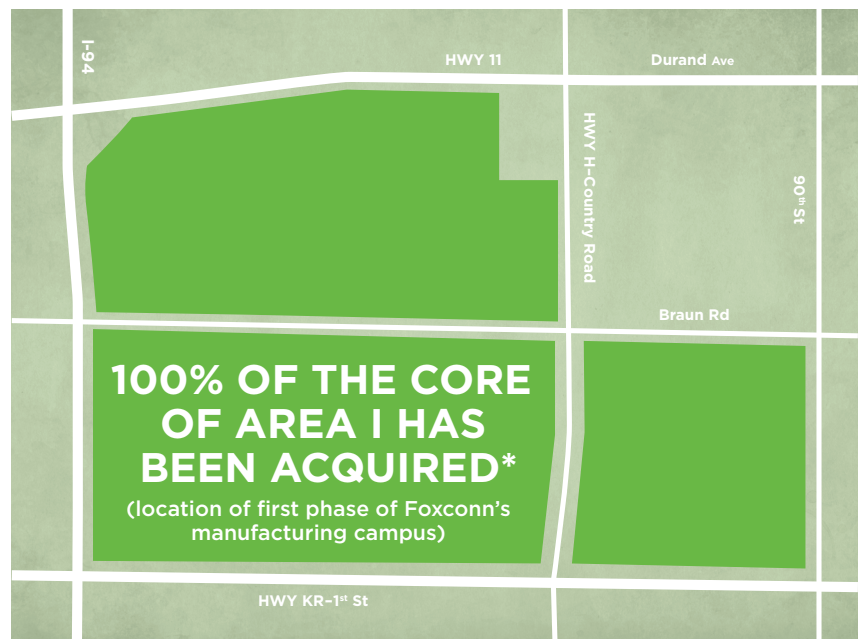 I-94
HWY 11
Durand Ave
HWY H–Country Road
90th St
Braun Rd
100% OF THE CORE
OF AREA I HAS
BEEN ACQUIRED*
(location of first phase of Foxconn’s
manufacturing campus)
HWY KR–1st St